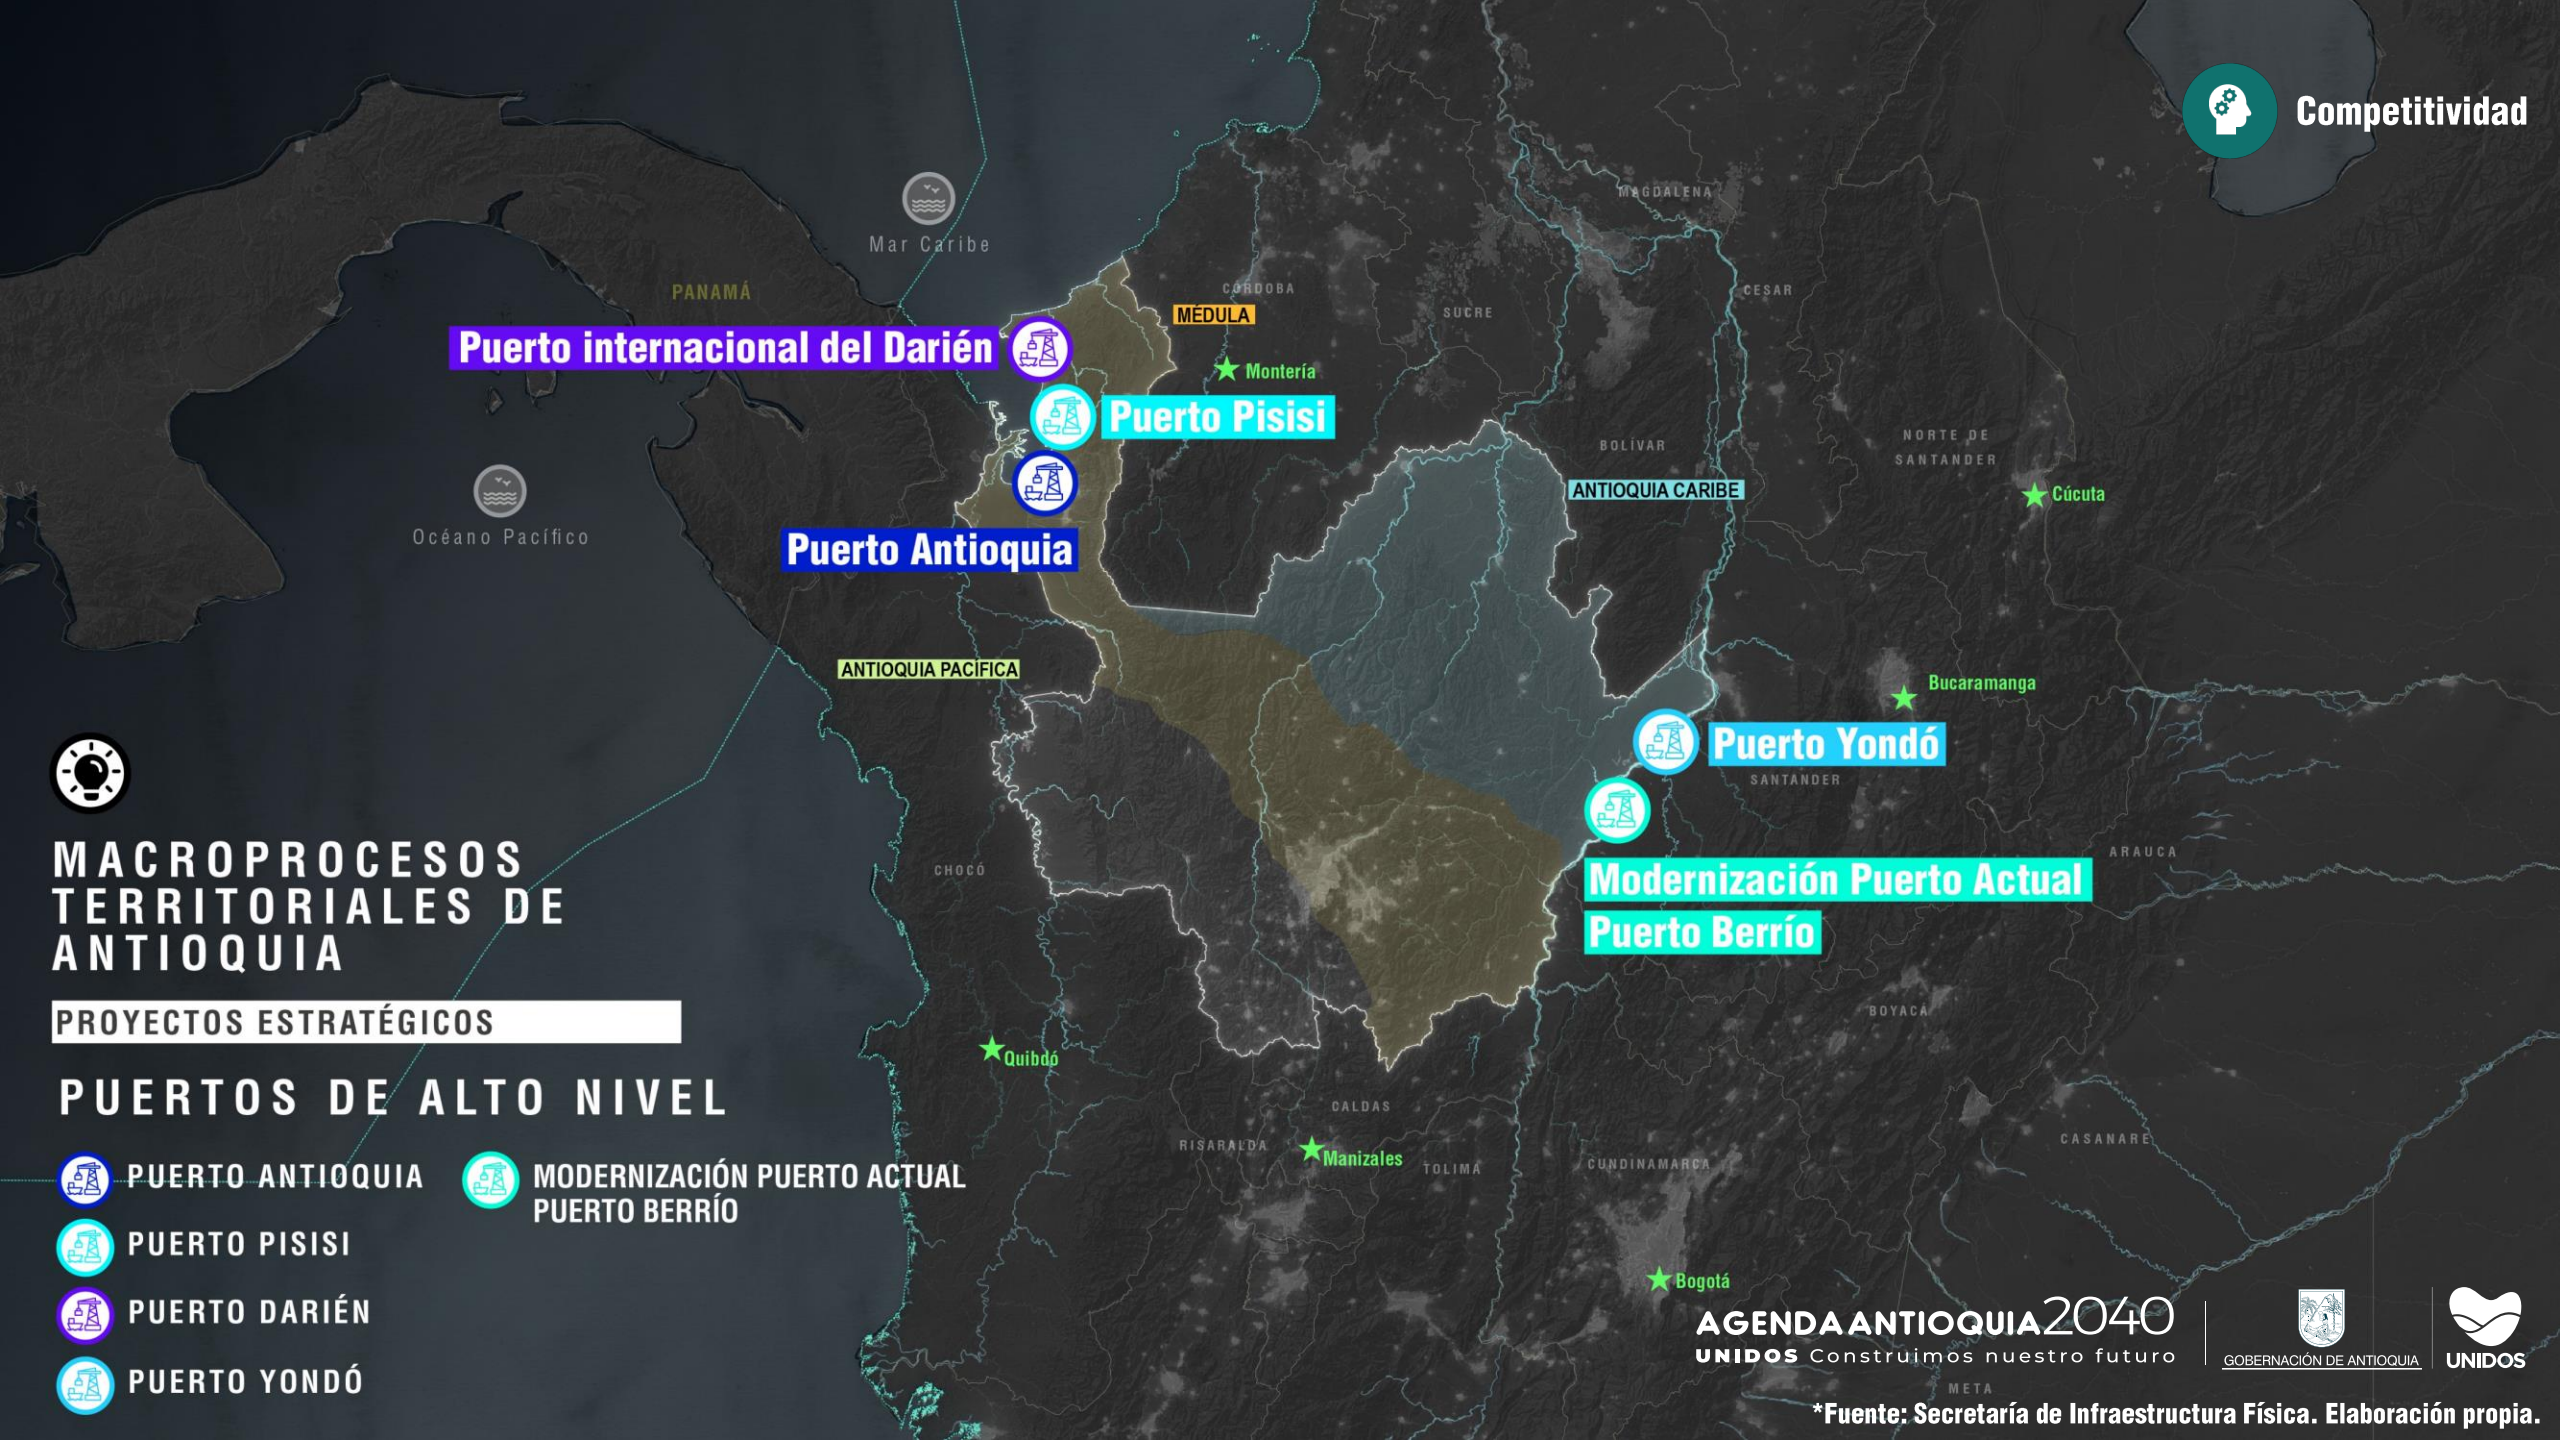 Competitividad
MAGDALENA
Mar Caribe
PANAMÁ
CÓRDOBA
CESAR
MÉDULA
SUCRE
Puerto internacional del Darién
Montería
Puerto Pisisi
BOLÍVAR
NORTE DE
SANTANDER
ANTIOQUIA CARIBE
Cúcuta
Océano Pacífico
Puerto Antioquia
ANTIOQUIA PACÍFICA
Bucaramanga
Puerto Yondó
SANTANDER
MACROPROCESOS
TERRITORIALES DE
ANTIOQUIA
CHOCÓ
ARAUCA
Modernización Puerto Actual
Puerto Berrío
PROYECTOS ESTRATÉGICOS
BOYACÁ
Quibdó
PUERTOS DE ALTO NIVEL
CALDAS
RISARALDA
Manizales
TOLIMA
CUNDINAMARCA
CASANARE
PUERTO ANTIOQUIA
MODERNIZACIÓN PUERTO ACTUAL
PUERTO BERRÍO
PUERTO PISISI
PUERTO DARIÉN
PUERTO YONDÓ
Bogotá
AGENDA ANTIOQUIA 2040
UNIDOS Construimos nuestro futuro
GOBERNACIÓN DE ANTIOQUIA
UNIDOS
META
*Fuente: Secretaría de Infraestructura Física. Elaboración propia.